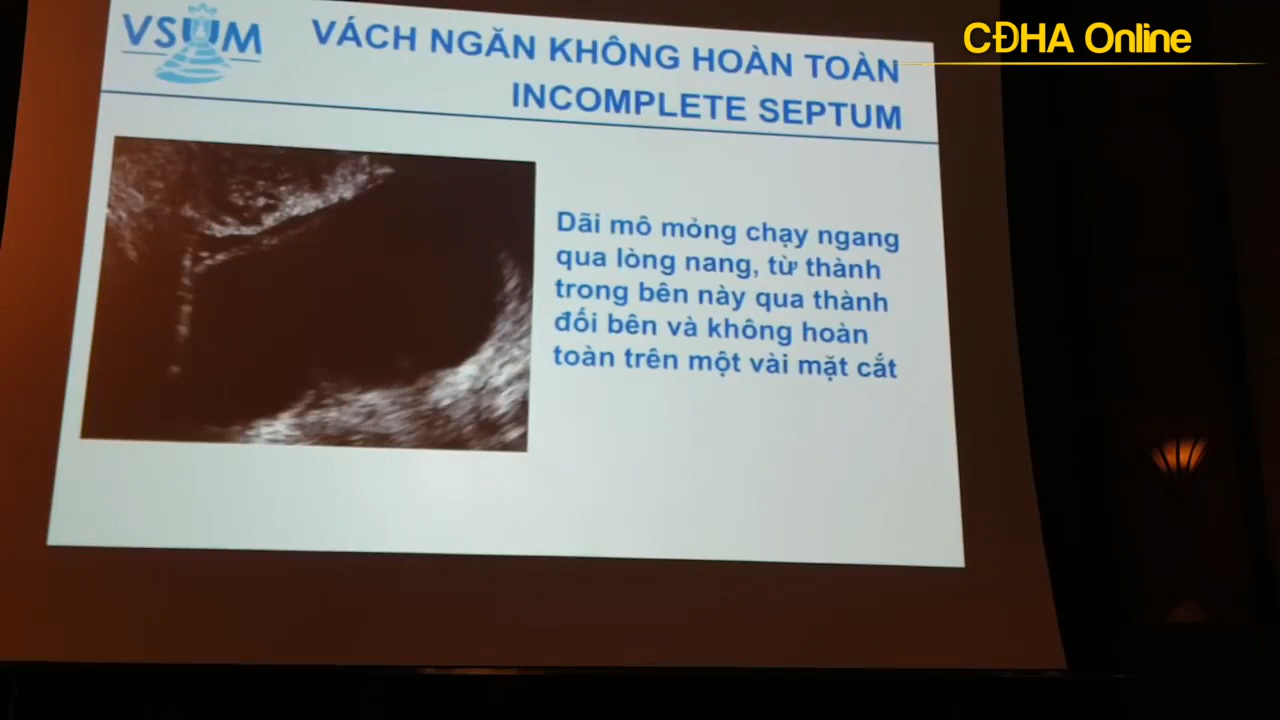 VSUM
VÁCH NGĂN KHÔNG HOÀN TOÀN
INCOMPLETE SEPTUM
CĐHA Online
Dãi mô mỏng chạy ngang
qua lòng nang, từ thành
trong bên này qua thành
đối bên và không hoàn
toàn trên một vài mặt cắt